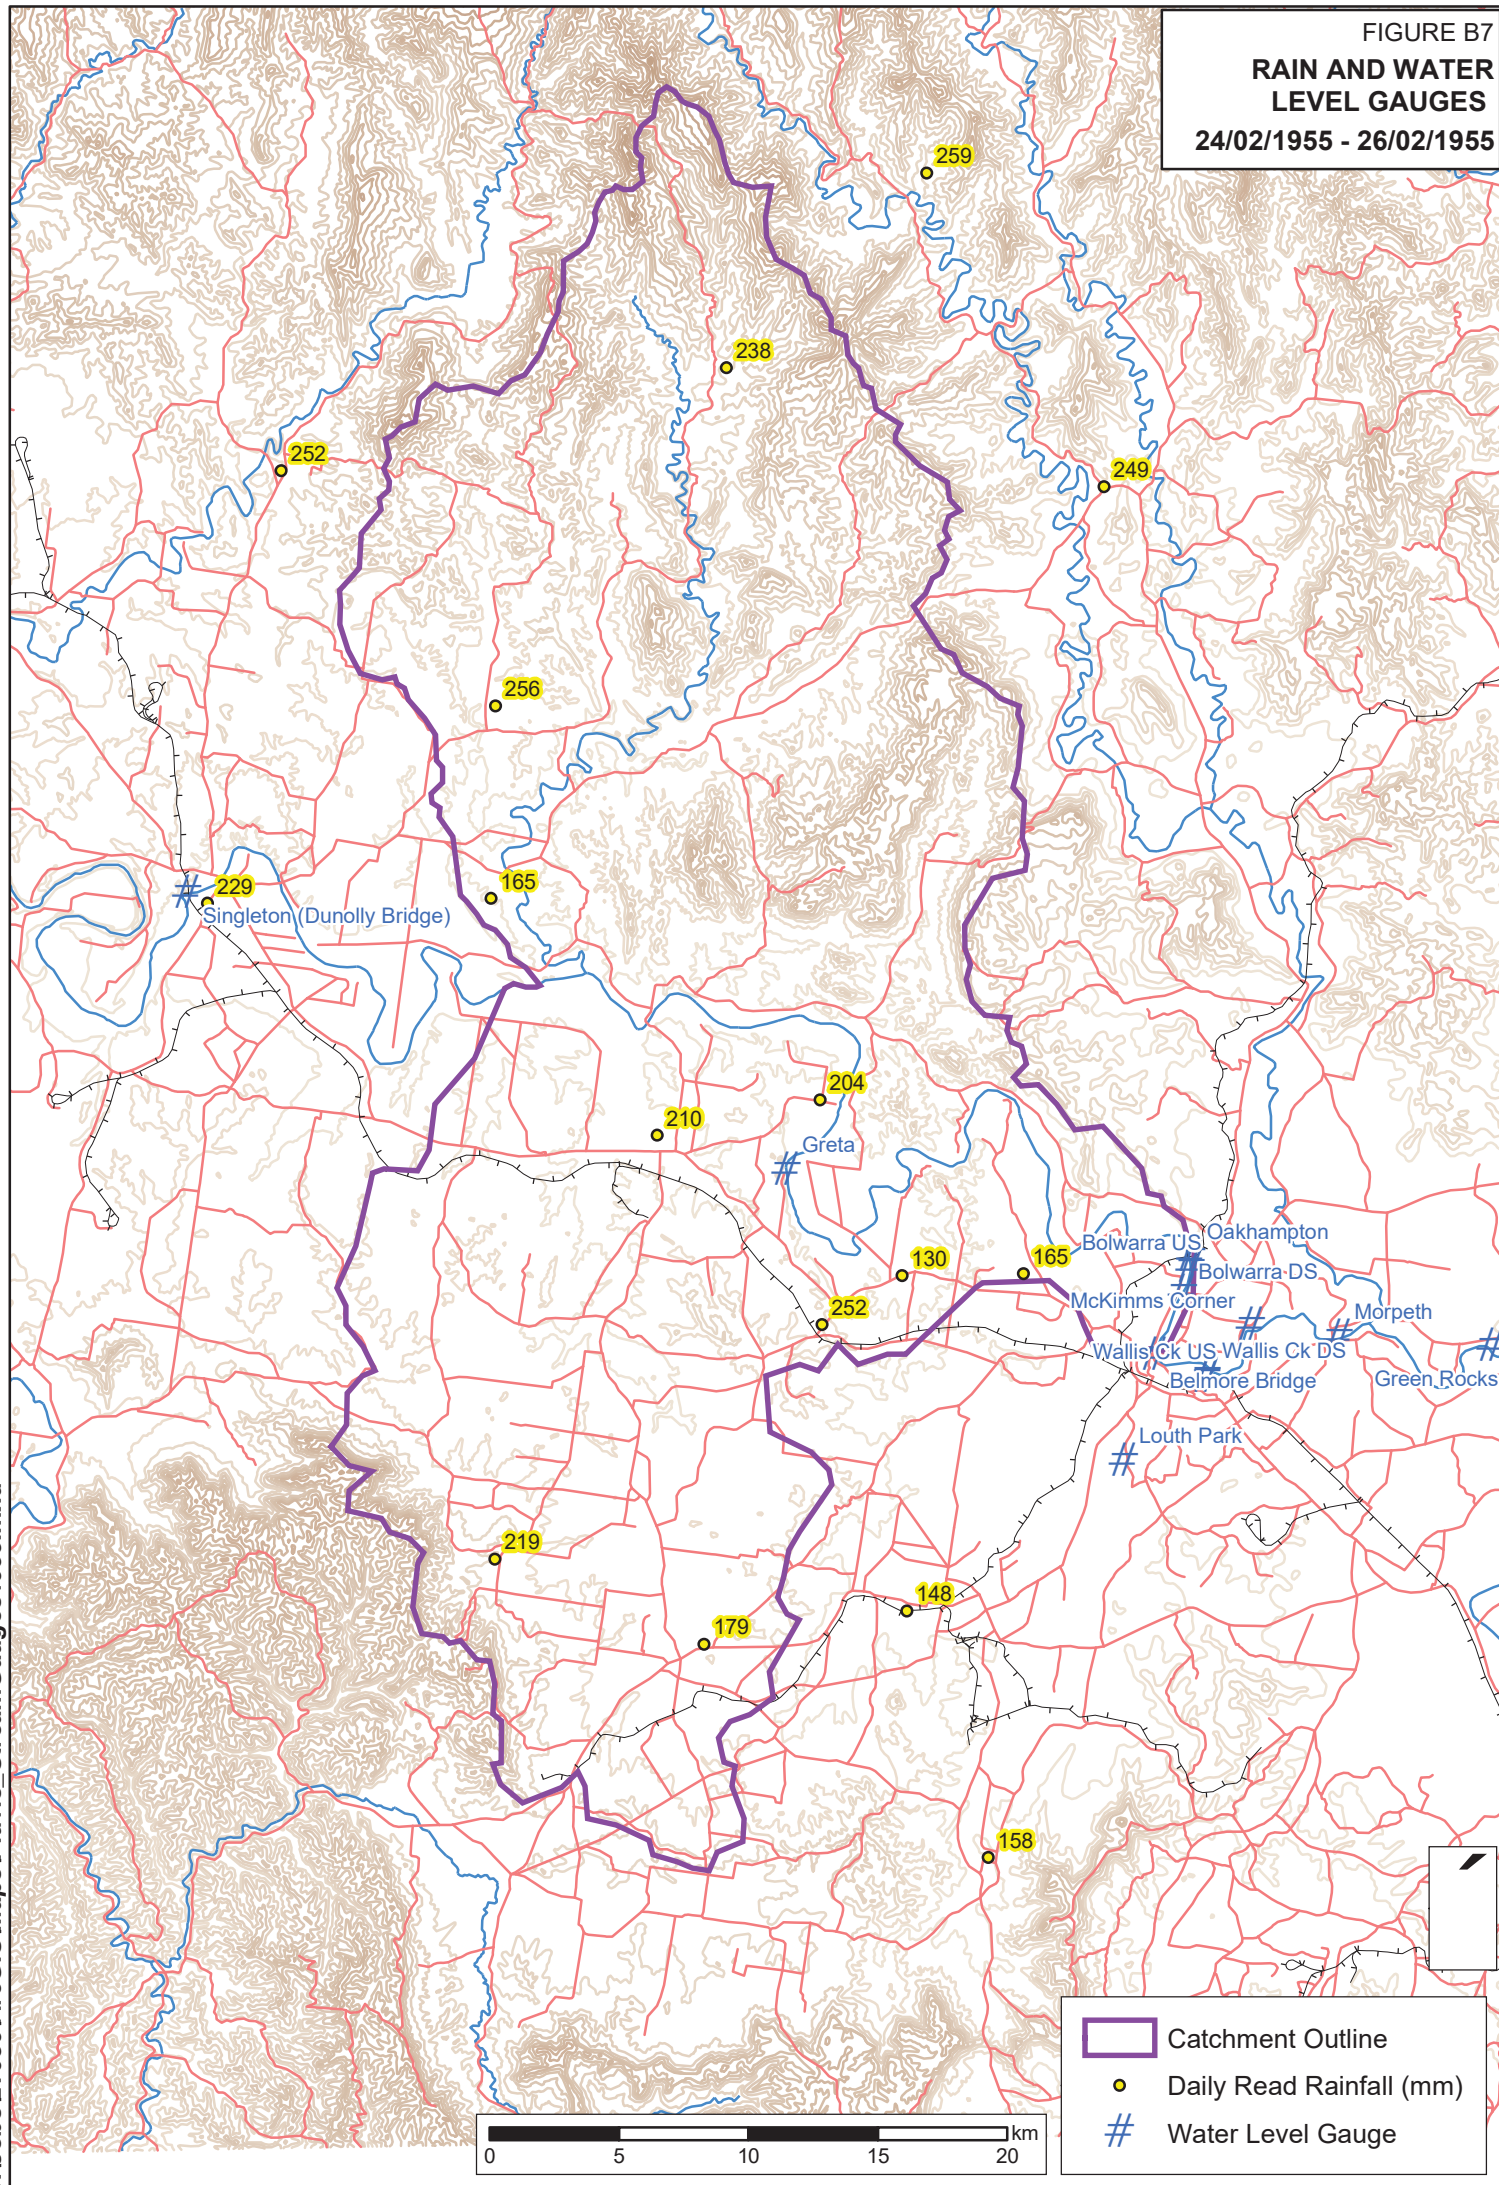 FIGURE B7
RAIN AND WATER
LEVEL GAUGES
24/02/1955 - 26/02/1955
259
238
252
249
256
165
229
Singleton (Dunolly Bridge)
204
210
Greta
130
165
Bolwarra US
Oakhampton
Bolwarra DS
McKimms Corner
252
Morpeth
Wallis Ck US
Wallis Ck DS
Belmore Bridge
Green Rocks
Louth Park
219
148
179
158
Catchment Outline
Daily Read Rainfall (mm)
# Water Level Gauge
0 5 10 15 20 km